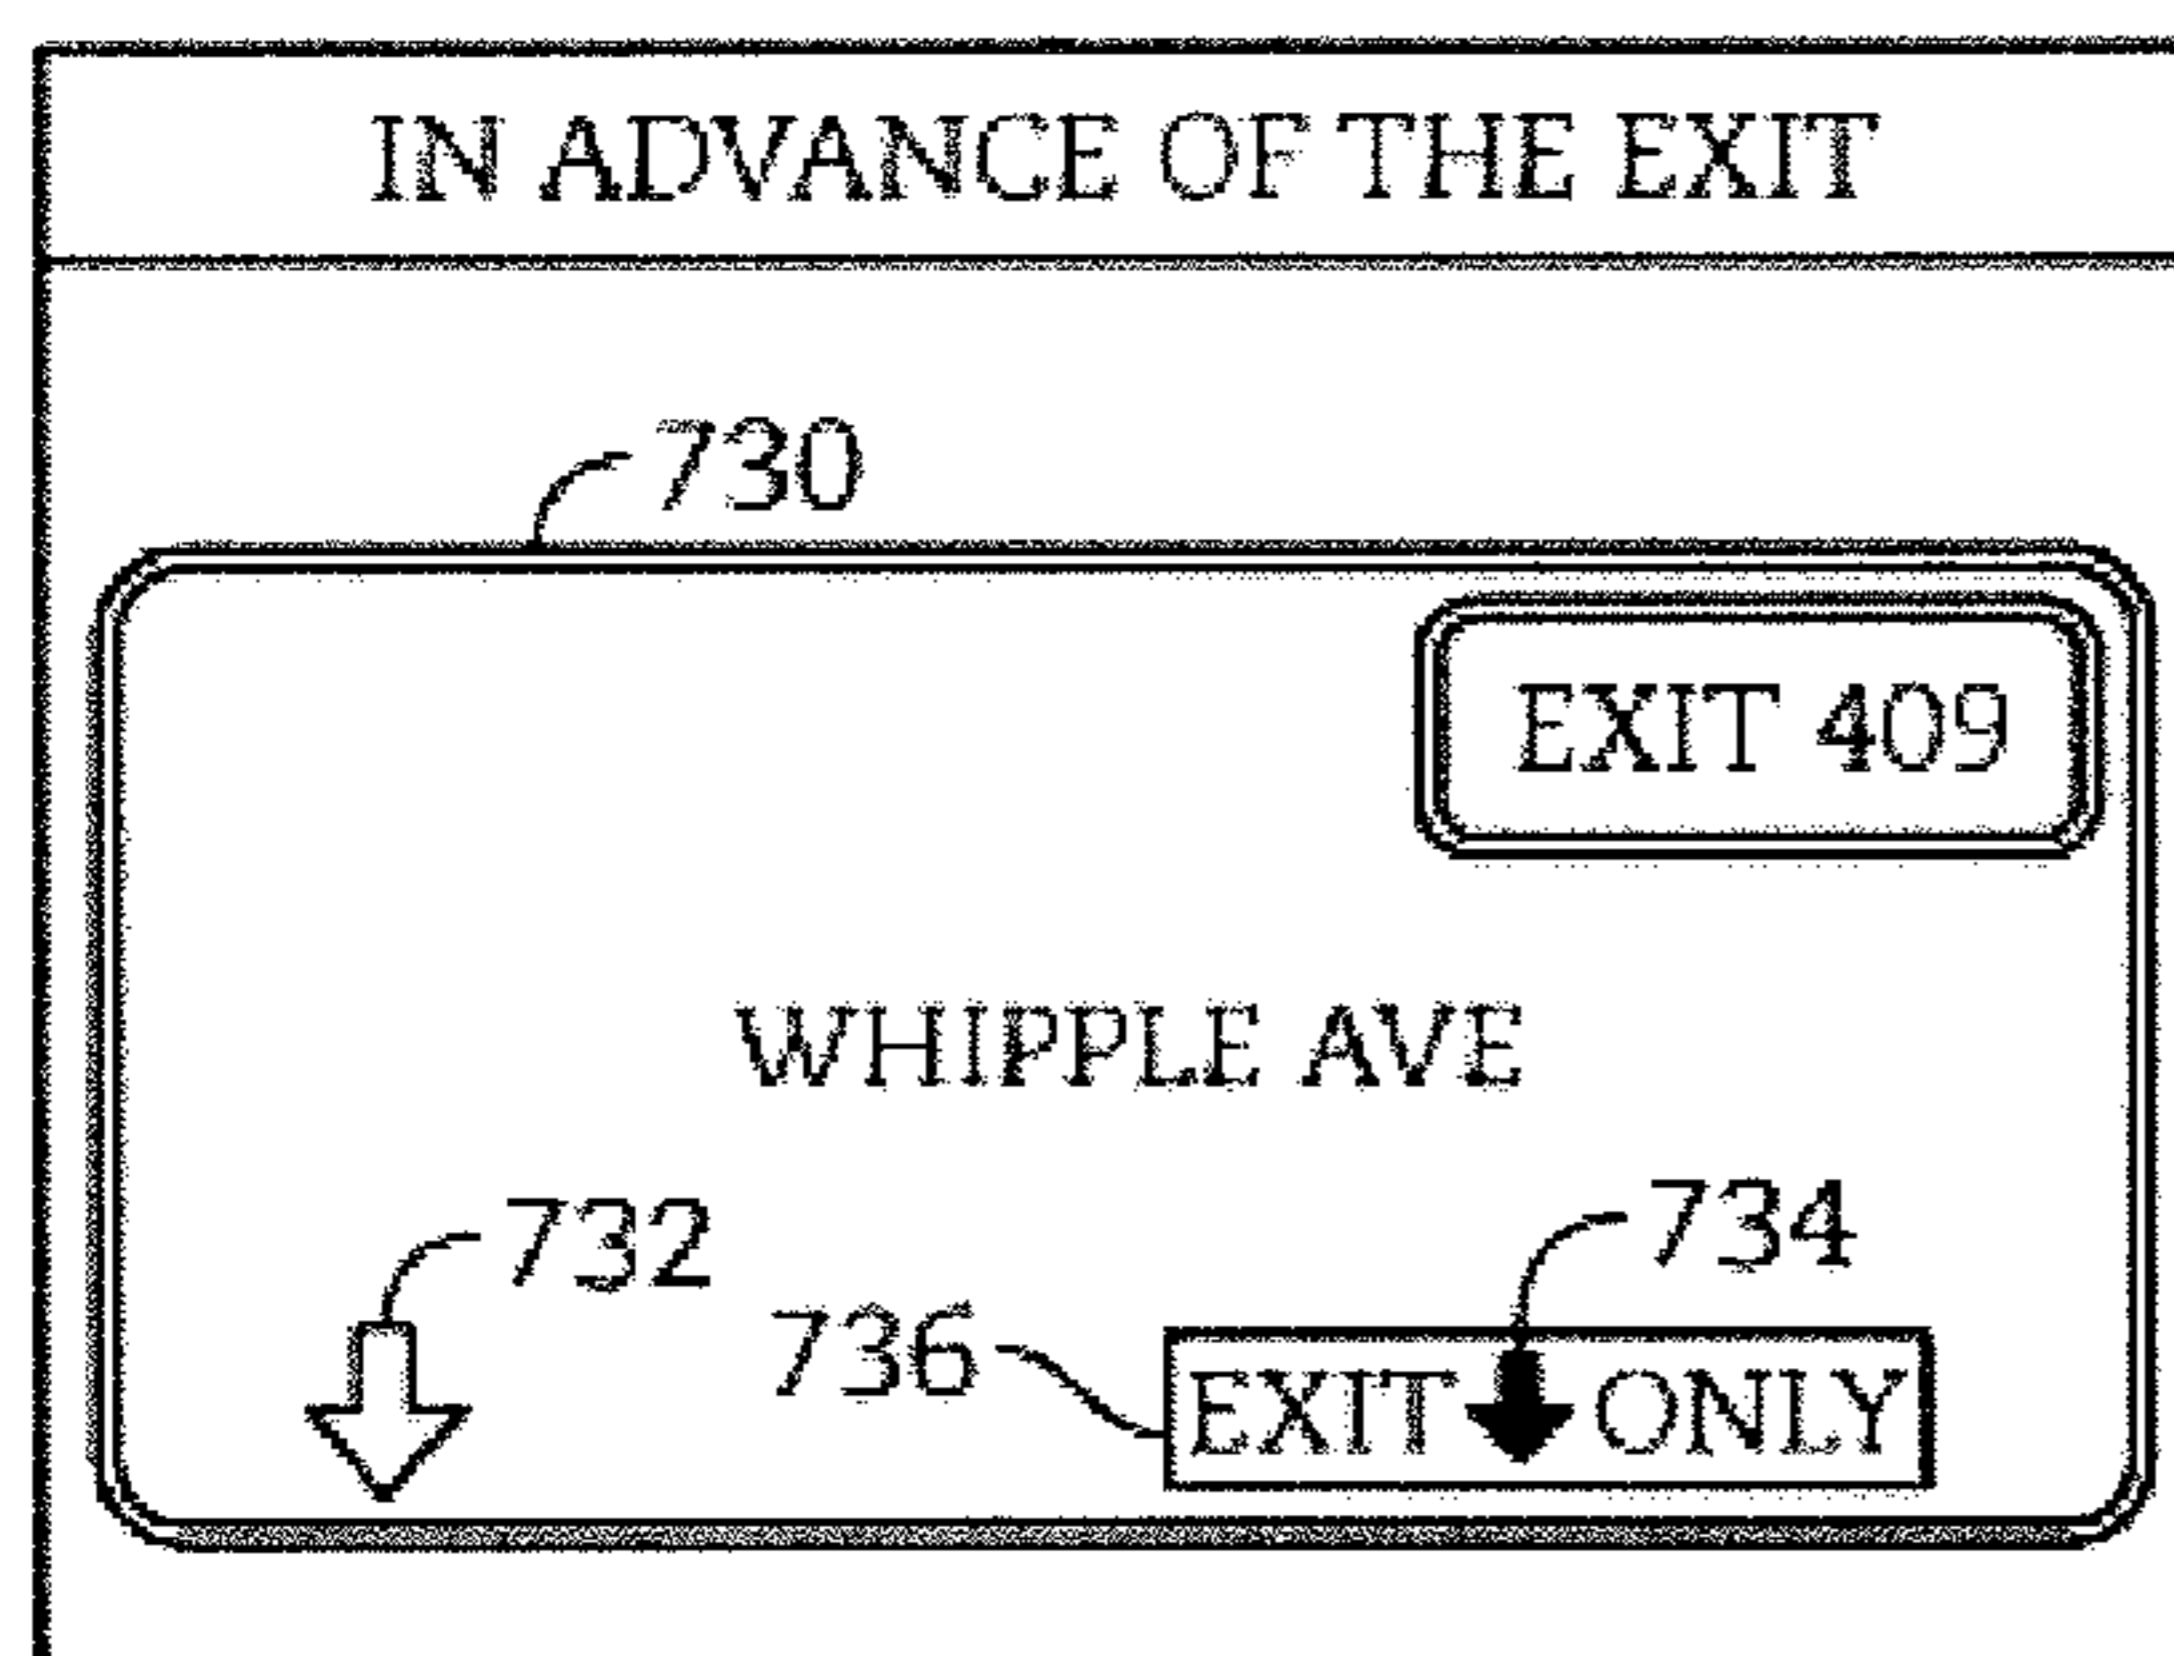 IN ADVANCE OF THE EXIT
730
EXIT 409
WHIPPLE AVE
732
734
736
EXIT ONLY